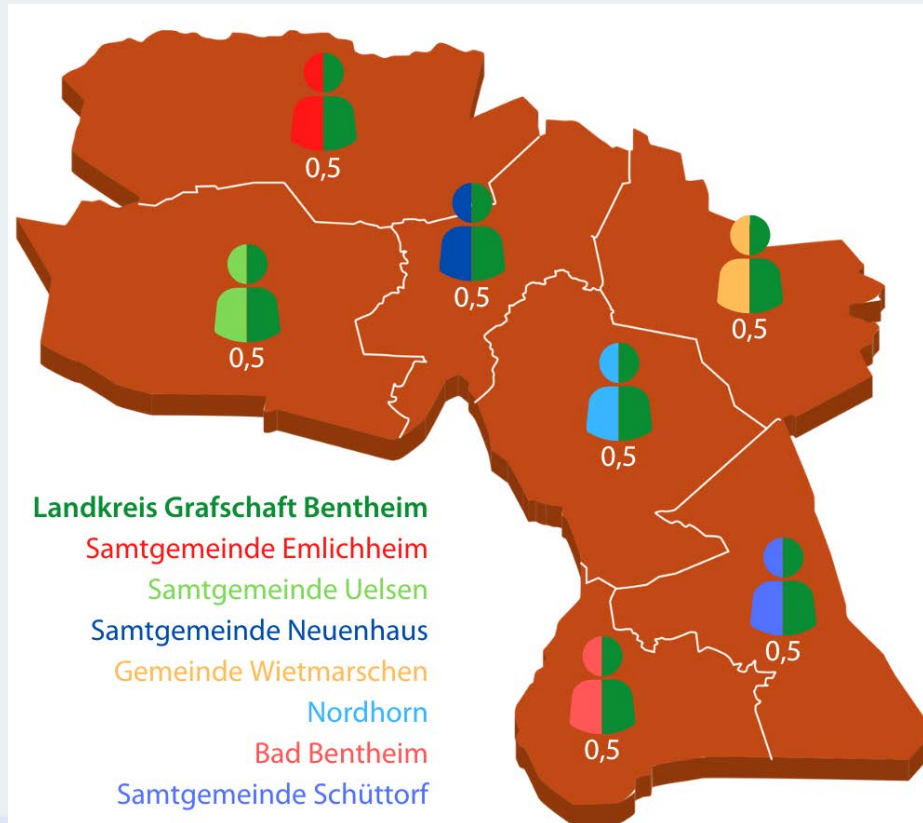 0,5
0,5
0,5
0,5
0,5
0,5
0,5
Landkreis Grafschaft Bentheim
Samtgemeinde Emlichheim
Samtgemeinde Uelsen
Samtgemeinde Neuenhaus
Gemeinde Wietmarschen
Nordhorn
Bad Bentheim
Samtgemeinde Schüttorf